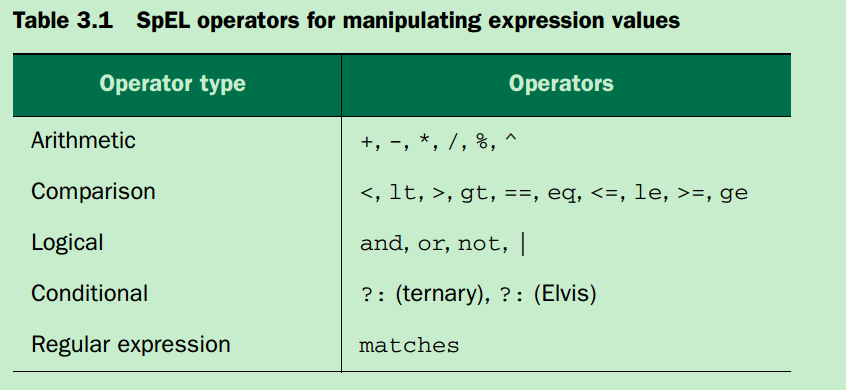 Table 3.1 SpEL operators for manipulating expression values
Operator type Operators
Arithmetic +, -, *, /, %, ^
Comparison <, lt, >, gt, ==, eq, <=, le, >=, ge
Logical and, or, not, |
Conditional ?: (ternary), ?: (Elvis)
Regular expression matches